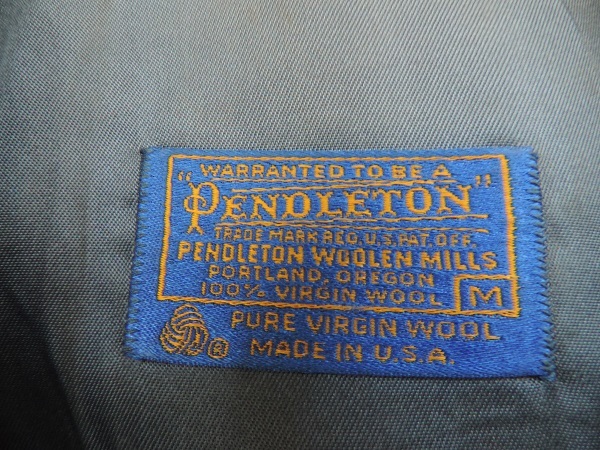 WARRANTED TO BE A
"PENDLETON"
TRADE MARK REG. U.S. PAT. OFF.
PENDLETON WOOLEN MILLS
PORTLAND, OREGON
100% VIRGIN WOOL M
PURE VIRGIN WOOL
® MADE IN U.S.A.